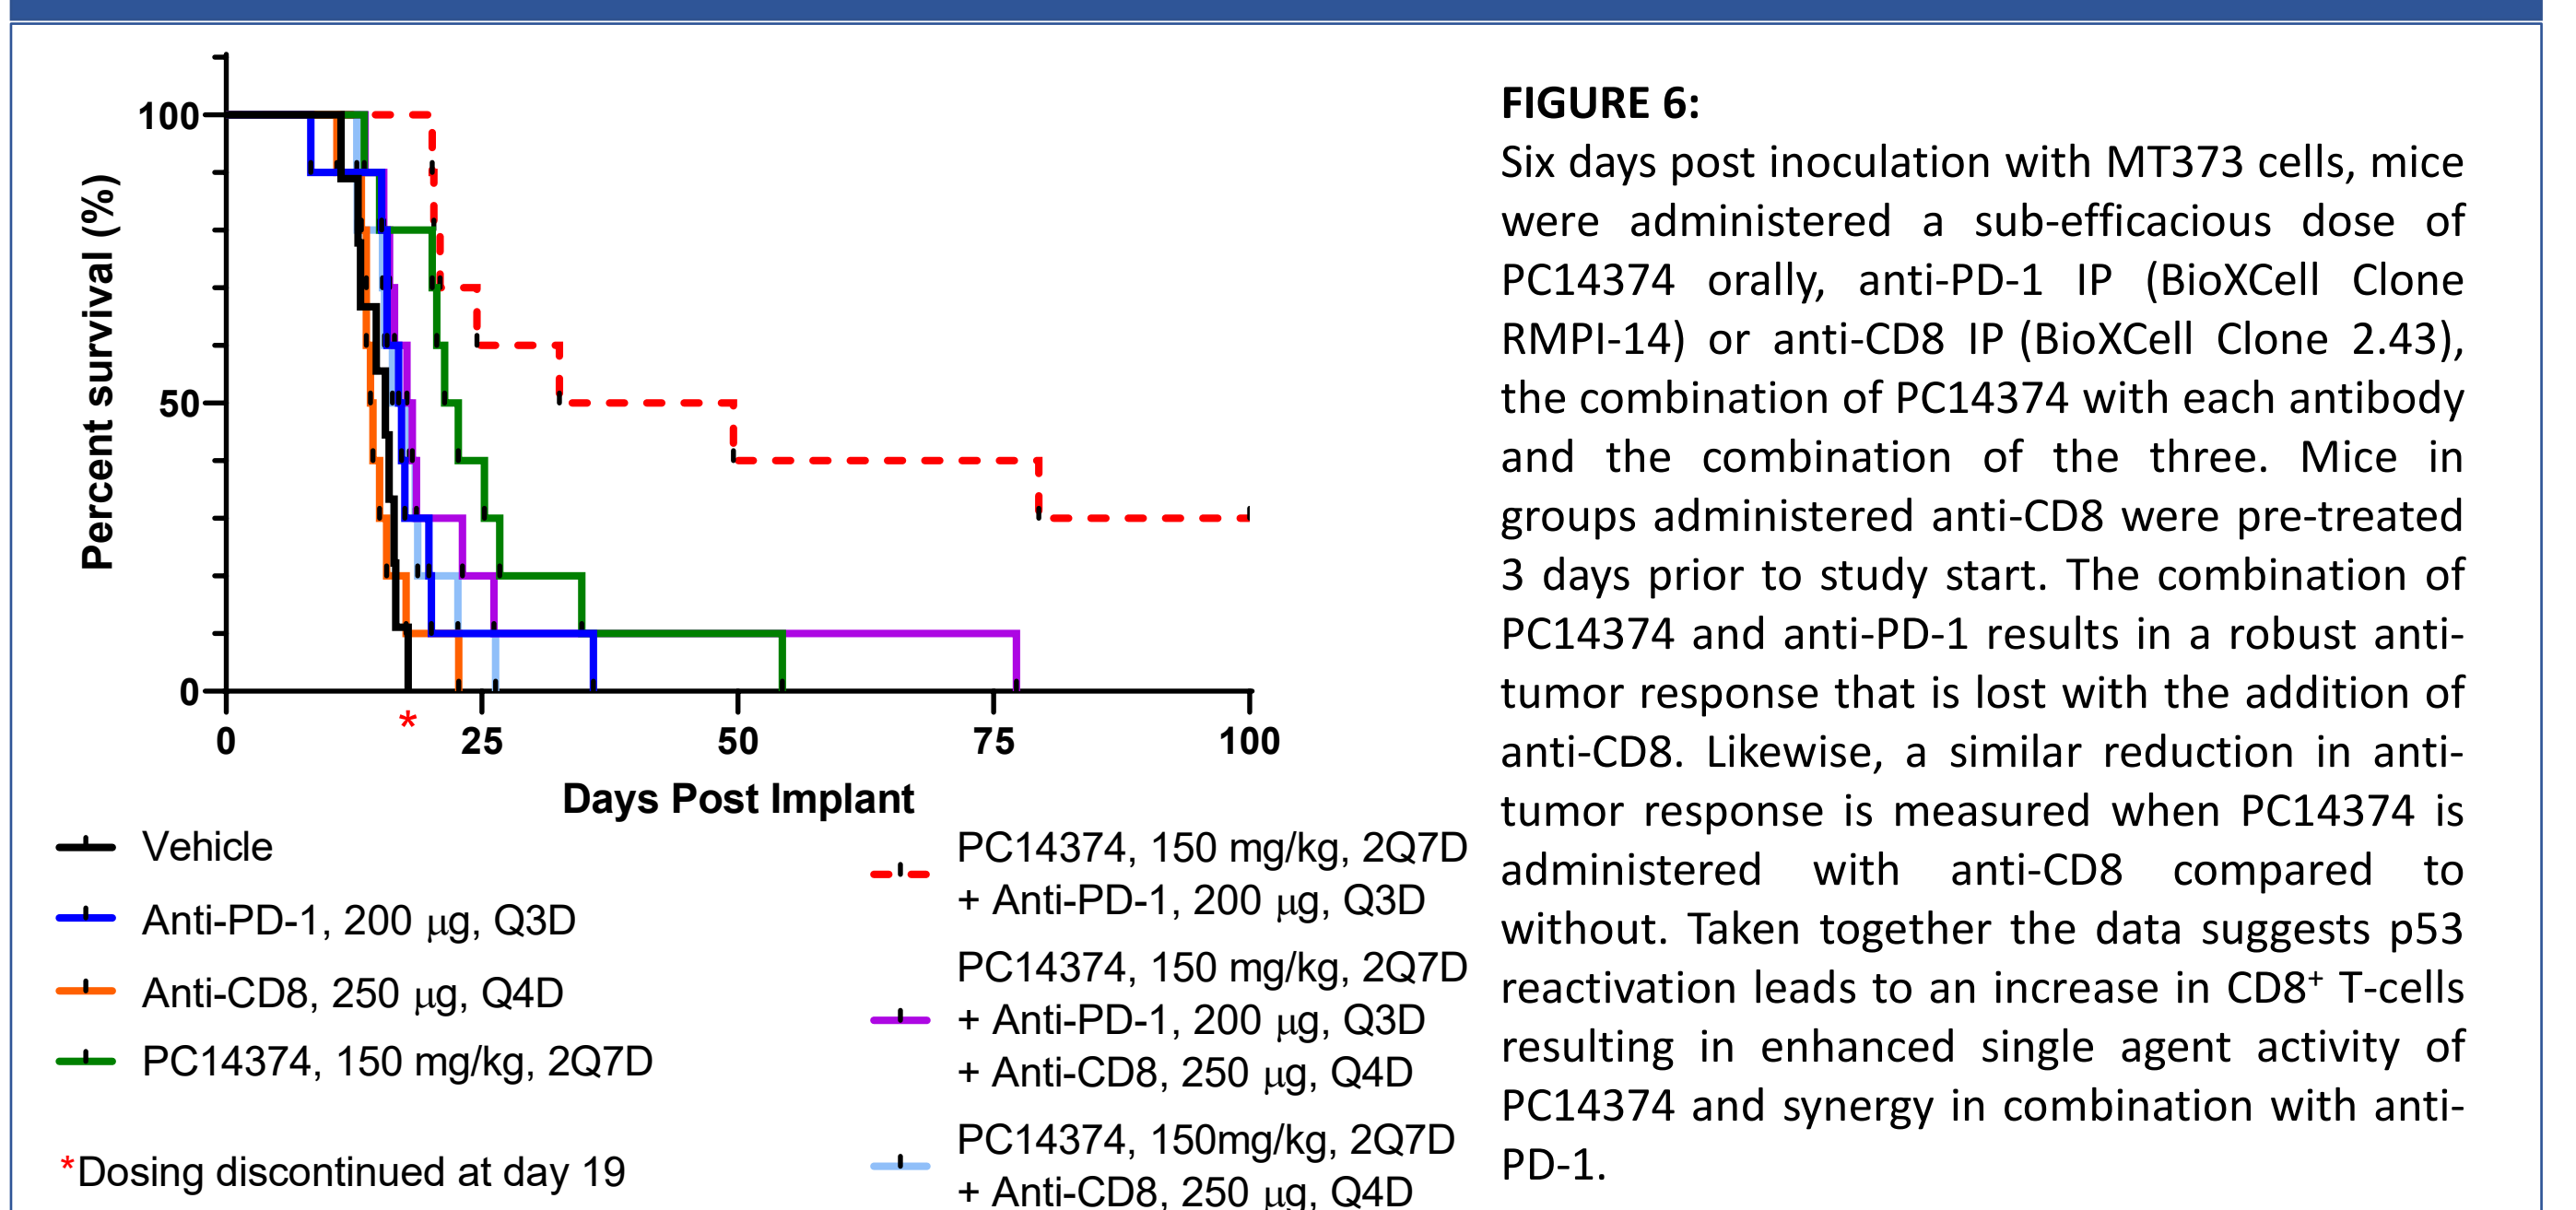 100
50
0
Percent survival (%)
*
0 25 50 75 100
Days Post Implant
Vehicle
Anti-PD-1, 200 μg, Q3D
Anti-CD8, 250 μg, Q4D
PC14374, 150 mg/kg, 2Q7D
*Dosing discontinued at day 19
PC14374, 150 mg/kg, 2Q7D
+ Anti-PD-1, 200 μg, Q3D
PC14374, 150 mg/kg, 2Q7D
+ Anti-PD-1, 200 μg, Q3D
+ Anti-CD8, 250 μg, Q4D
PC14374, 150mg/kg, 2Q7D
+ Anti-CD8, 250 μg, Q4D
FIGURE 6:
Six days post inoculation with MT373 cells, mice
were administered a sub-efficacious dose of
PC14374 orally, anti-PD-1 IP (BioXCell Clone
RMPI-14) or anti-CD8 IP (BioXCell Clone 2.43),
the combination of PC14374 with each antibody
and the combination of the three. Mice in
groups administered anti-CD8 were pre-treated
3 days prior to study start. The combination of
PC14374 and anti-PD-1 results in a robust anti-
tumor response that is lost with the addition of
anti-CD8. Likewise, a similar reduction in anti-
tumor response is measured when PC14374 is
administered with anti-CD8 compared to
without. Taken together the data suggests p53
reactivation leads to an increase in CD8⁺ T-cells
resulting in enhanced single agent activity of
PC14374 and synergy in combination with anti-
PD-1.